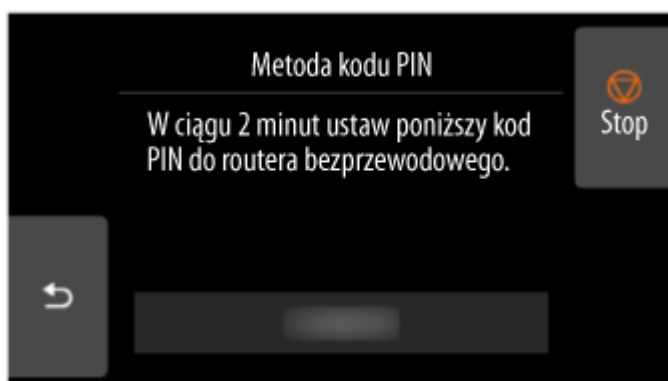 Metoda kodu PIN
W ciągu 2 minut ustaw poniższy kod
PIN do routera bezprzewodowego.
Stop